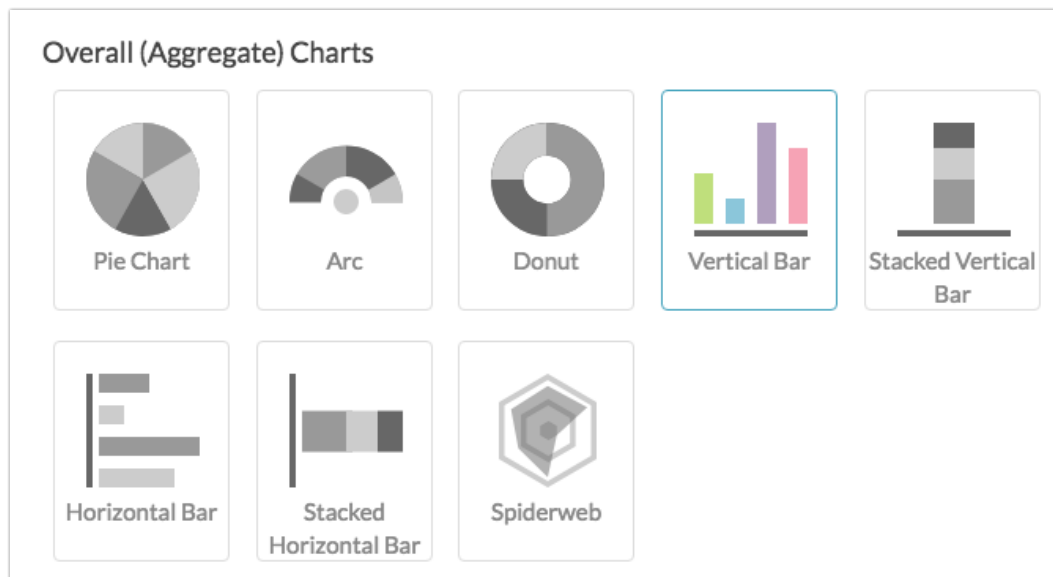 Overall (Aggregate) Charts
Pie Chart
Arc
Donut
Vertical Bar
Stacked Vertical
Bar
Horizontal Bar
Stacked
Horizontal Bar
Spiderweb